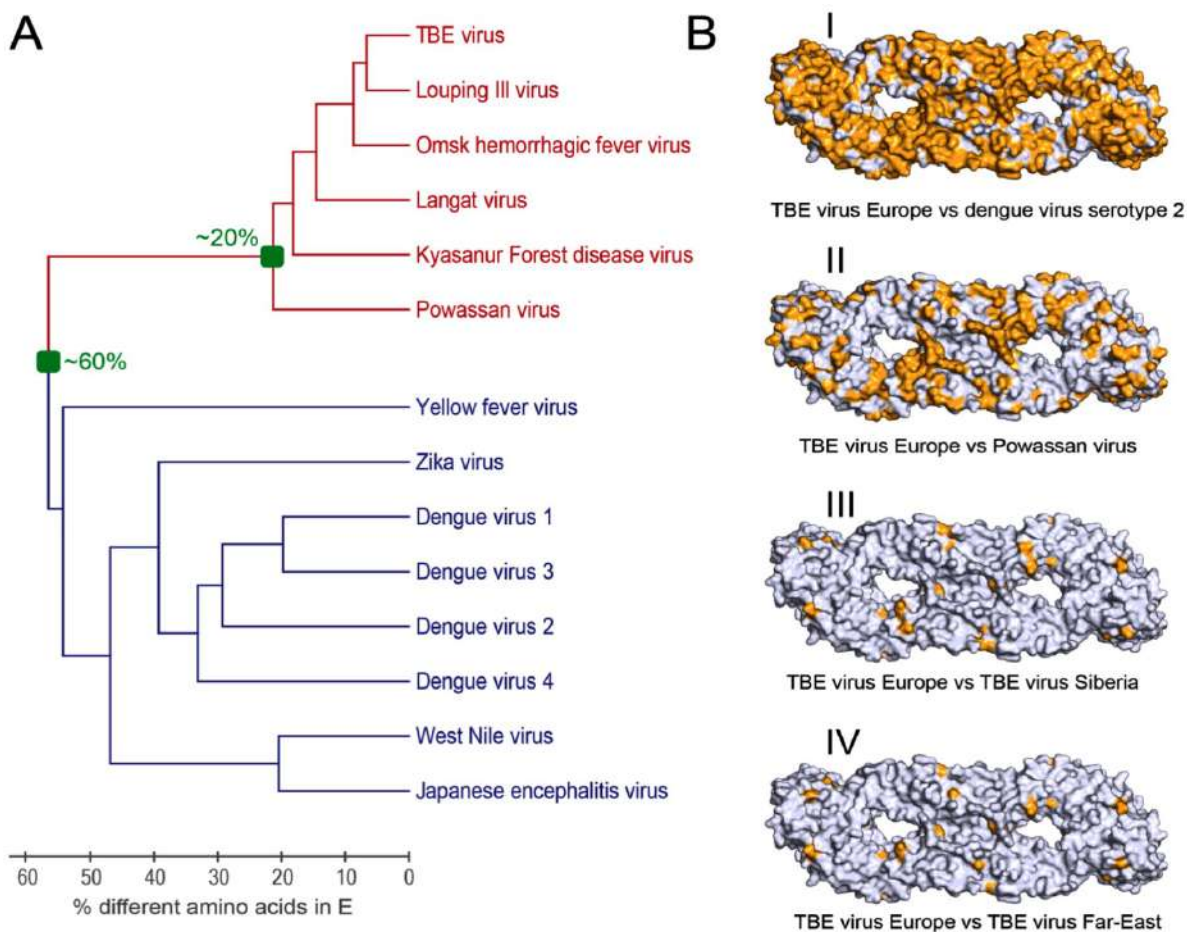 A
TBE virus
Louping Ill virus
Omsk hemorrhagic fever virus
Langat virus
~20%
Kyasanur Forest disease virus
Powassan virus
~60%
Yellow fever virus
Zika virus
Dengue virus 1
Dengue virus 3
Dengue virus 2
Dengue virus 4
West Nile virus
Japanese encephalitis virus
60 50 40 30 20 10 0
% different amino acids in E
B
I
TBE virus Europe vs dengue virus serotype 2
II
TBE virus Europe vs Powassan virus
III
TBE virus Europe vs TBE virus Siberia
IV
TBE virus Europe vs TBE virus Far-East